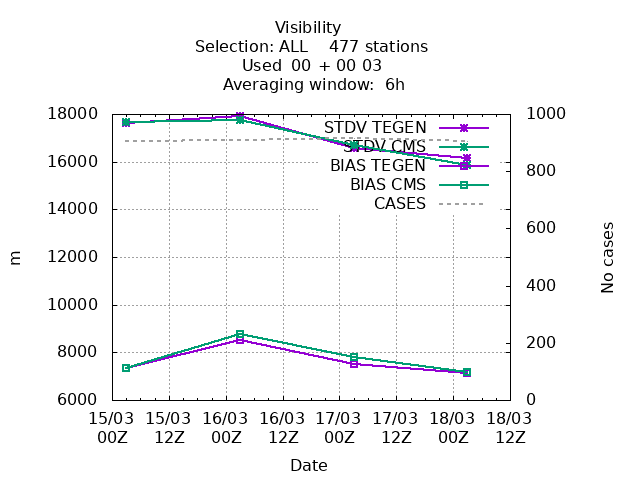 Visibility
Selection: ALL    477 stations
Used  00 + 00 03
Averaging window:  6h
18000
16000
14000
12000
10000
8000
6000
m
1000
800
600
400
200
0
No cases
STDV TEGEN
STDV CMS
BIAS TEGEN
BIAS CMS
CASES
15/03 15/03 16/03 16/03 17/03 17/03 18/03 18/03
00Z 12Z 00Z 12Z 00Z 12Z 00Z 12Z
Date